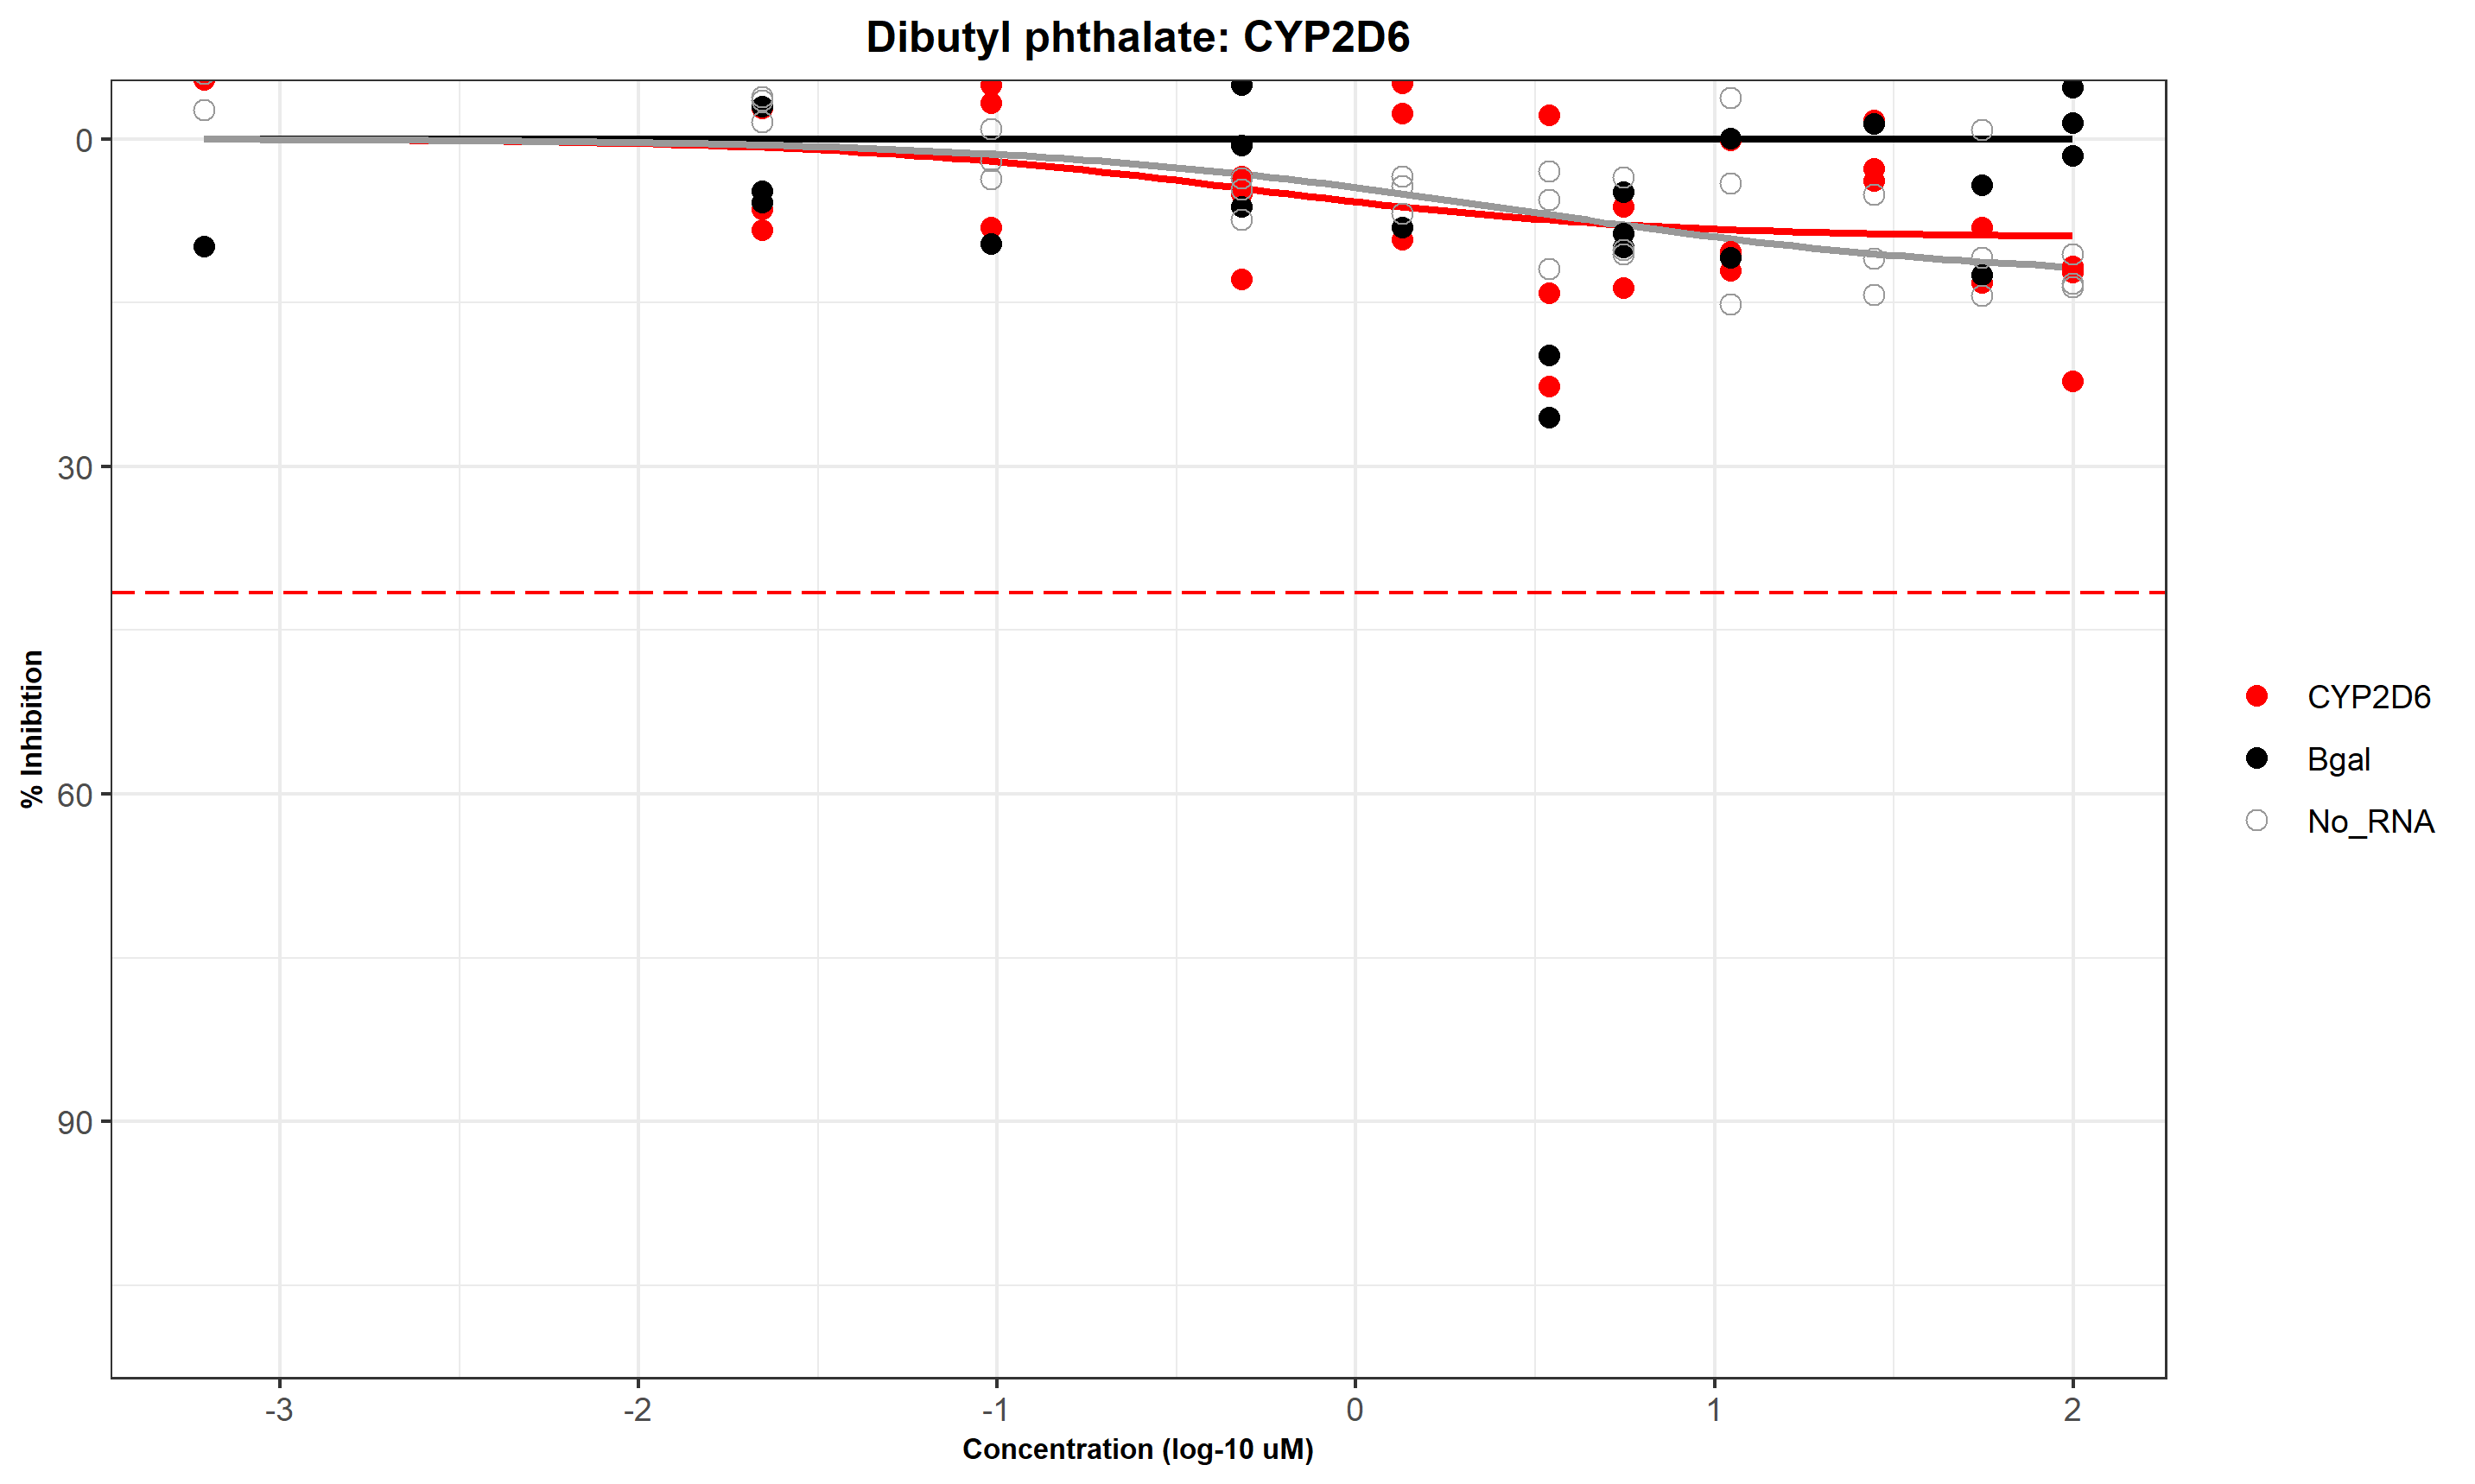 Dibutyl phthalate: CYP2D6
0
30
60
90
% Inhibition
-3
-2
-1
0
1
2
Concentration (log-10 uM)
CYP2D6
Bgal
No_RNA